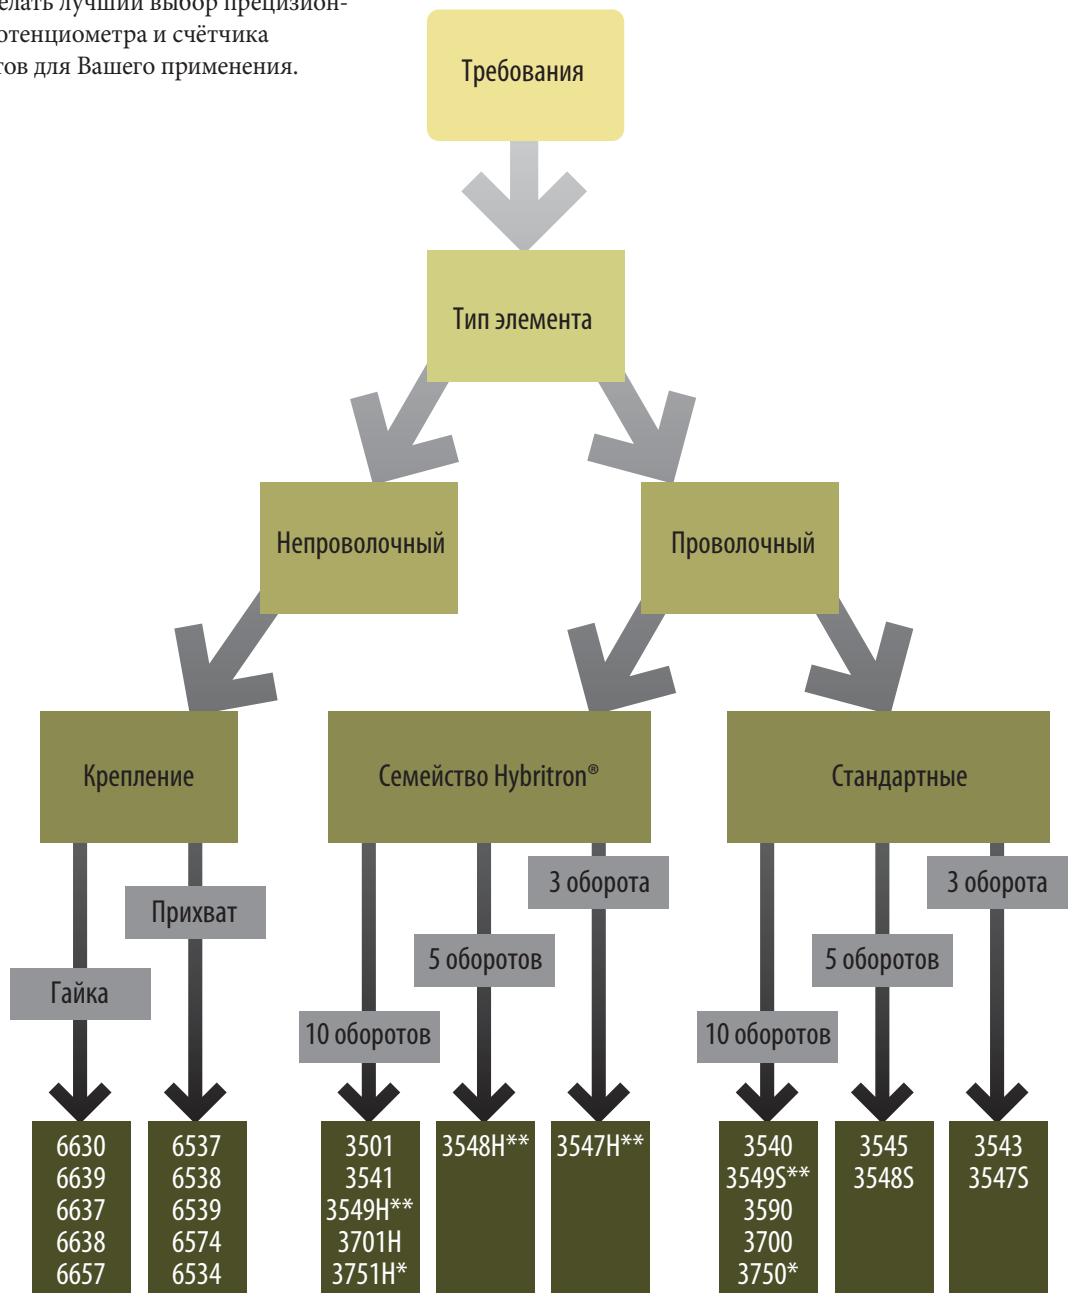 елать лучший выбор прецизион-
отенциометра и счётчика
тов для Вашего применения.
Требования
Тип элемента
Непроволочный
Проволочный
Крепление
Семейство Hybritron®
Стандартные
3 оборота
3 оборота
Прихват
5 оборотов
5 оборотов
Гайка
10 оборотов
10 оборотов
6630
6639
6637
6638
6657
6537
6538
6539
6574
6534
3501
3541
3549H**
3701H
3751H*
3548H**
3547H**
3540
3549S**
3590
3700
3750*
3545
3548S
3543
3547S